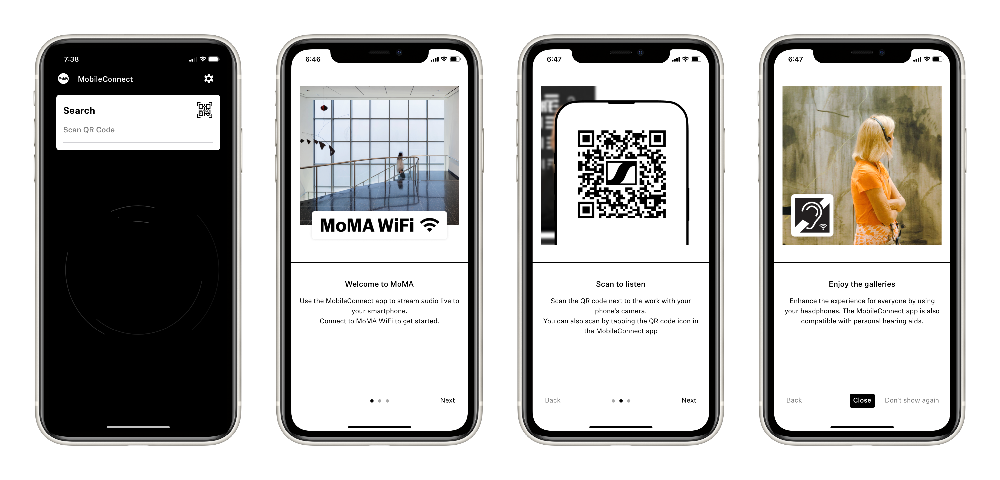 7:38
MoMA
MobileConnect
Search
Scan QR Code
6:46
MoMA WiFi
Welcome to MoMA
Use the MobileConnect app to stream audio live to
your smartphone.
Connect to MoMA WiFi to get started.
Next
6:47
Scan to listen
Scan the QR code next to the work with your
phone's camera.
You can also scan by tapping the QR code icon in
the MobileConnect app
Back
Next
6:47
Enjoy the galleries
Enhance the experience for everyone by using
your headphones. The MobileConnect app is also
compatible with personal hearing aids.
Back
Close
Don't show again